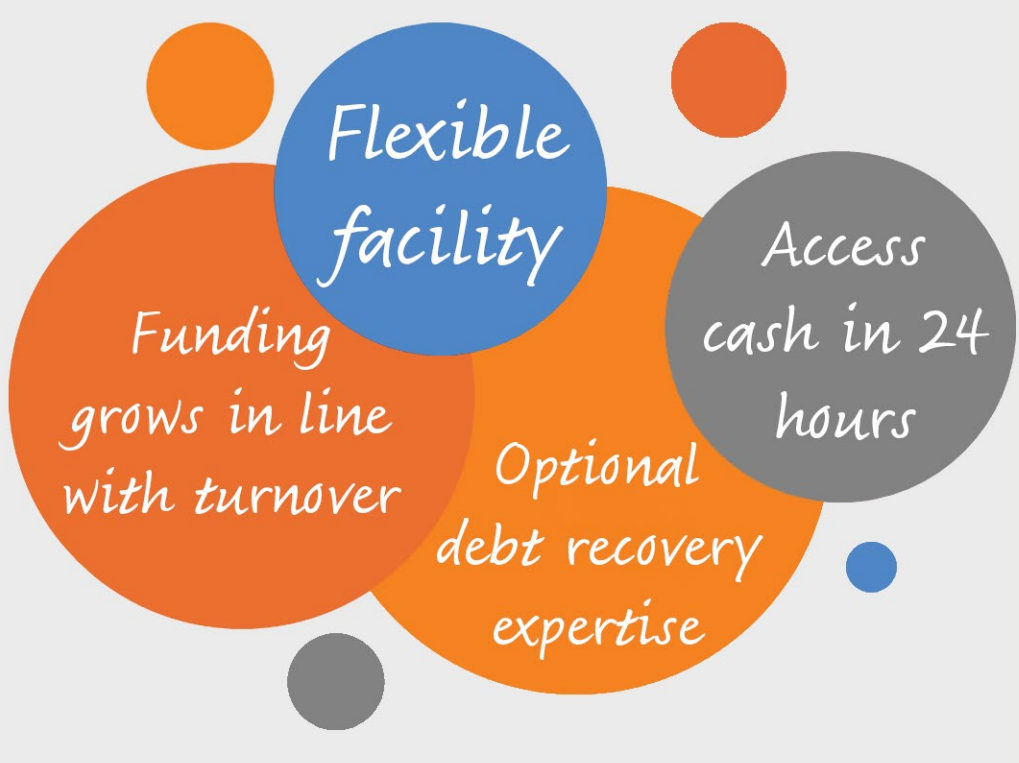 Flexible
facility
Funding
grows in line
with turnover
Optional
debt recovery
expertise
Access
cash in 24
hours